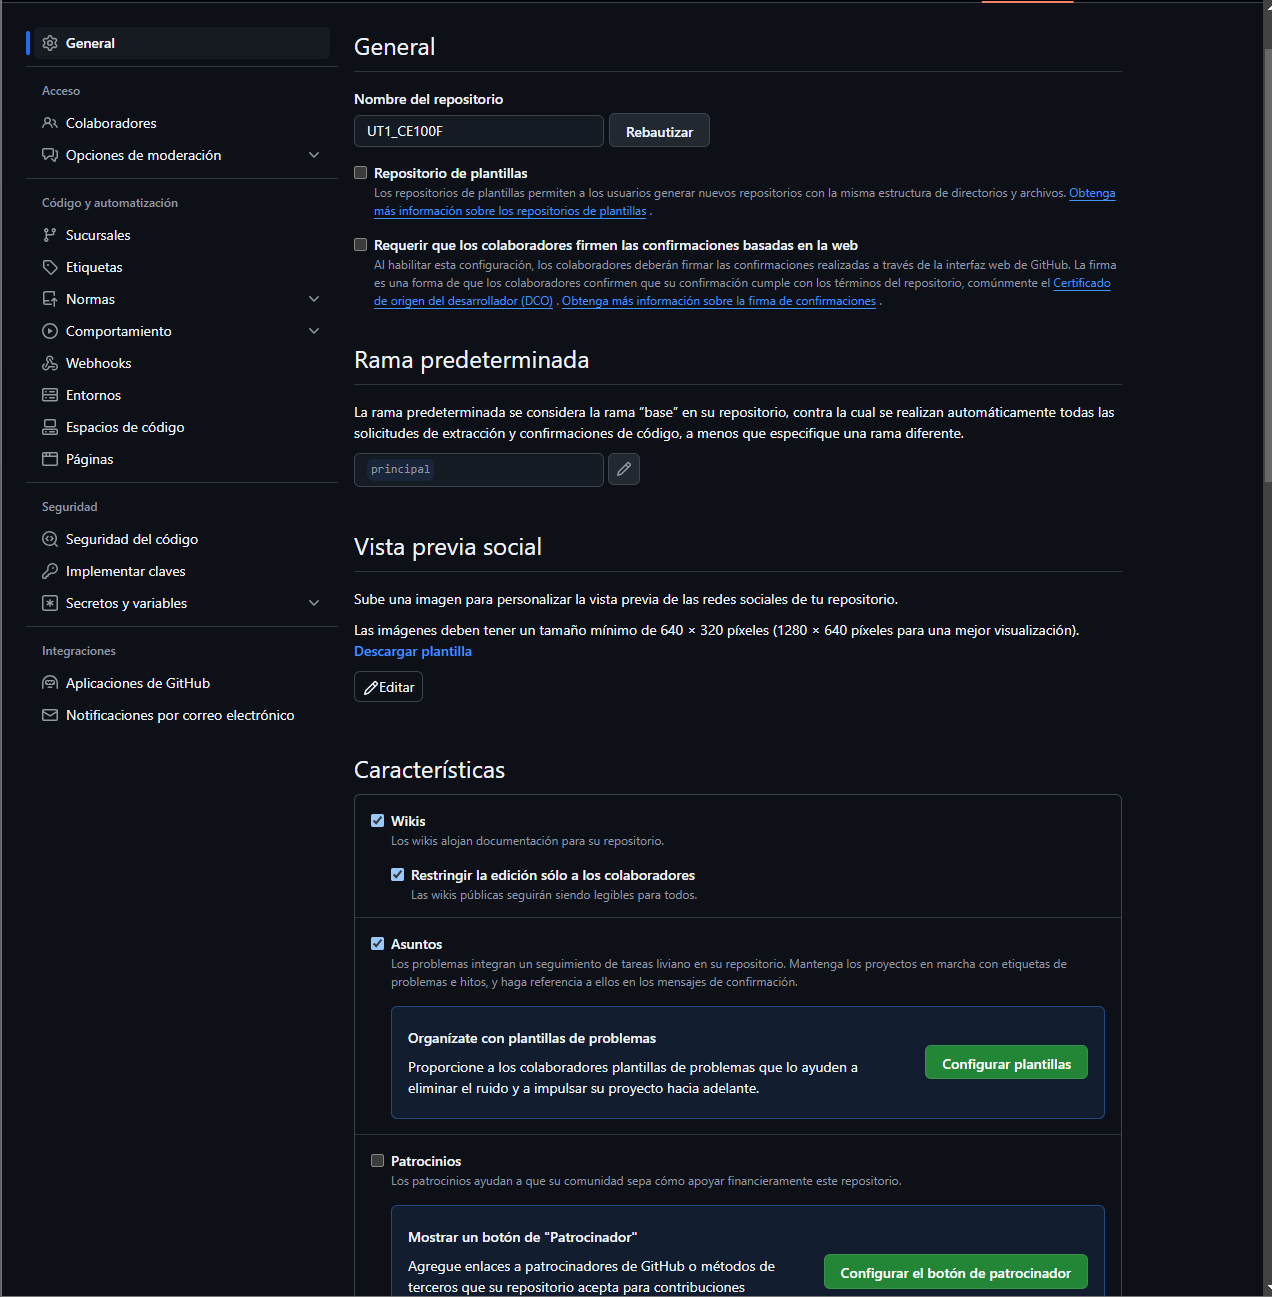 General
Acceso
Colaboradores
Opciones de moderación
Código y automatización
Sucursales
Etiquetas
Normas
Comportamiento
Webhooks
Entornos
Espacios de código
Páginas
Seguridad
Seguridad del código
Implementar claves
Secretos y variables
Integraciones
Aplicaciones de GitHub
Notificaciones por correo electrónico
General
Nombre del repositorio
UT1_CE100F
Rebautizar
Repositorio de plantillas
Los repositorios de plantillas permiten a los usuarios generar nuevos repositorios con la misma estructura de directorios y archivos. Obtenga
más información sobre los repositorios de plantillas .
Requerir que los colaboradores firmen las confirmaciones basadas en la web
Al habilitar esta configuración, los colaboradores deberán firmar las confirmaciones realizadas a través de la interfaz web de GitHub. La firma
es una forma de que los colaboradores confirmen que su confirmación cumple con los términos del repositorio, comúnmente el Certificado
de origen del desarrollador (DCO) . Obtenga más información sobre la firma de confirmaciones .
Rama predeterminada
La rama predeterminada se considera la rama “base” en su repositorio, contra la cual se realizan automáticamente todas las
solicitudes de extracción y confirmaciones de código, a menos que especifique una rama diferente.
principal
Vista previa social
Sube una imagen para personalizar la vista previa de las redes sociales de tu repositorio.
Las imágenes deben tener un tamaño mínimo de 640 × 320 píxeles (1280 × 640 píxeles para una mejor visualización).
Descargar plantilla
Editar
Características
Wikis
Los wikis alojan documentación para su repositorio.
Restringir la edición sólo a los colaboradores
Las wikis públicas seguirán siendo legibles para todos.
Asuntos
Los problemas integran un seguimiento de tareas liviano en su repositorio. Mantenga los proyectos en marcha con etiquetas de
problemas e hitos, y haga referencia a ellos en los mensajes de confirmación.
Organízate con plantillas de problemas
Proporcione a los colaboradores plantillas de problemas que lo ayuden a
eliminar el ruido y a impulsar su proyecto hacia adelante.
Configurar plantillas
Patrocinios
Los patrocinios ayudan a que su comunidad sepa cómo apoyar financieramente este repositorio.
Mostrar un botón de "Patrocinador"
Agregue enlaces a patrocinadores de GitHub o métodos de
terceros que su repositorio acepta para contribuciones
Configurar el botón de patrocinador